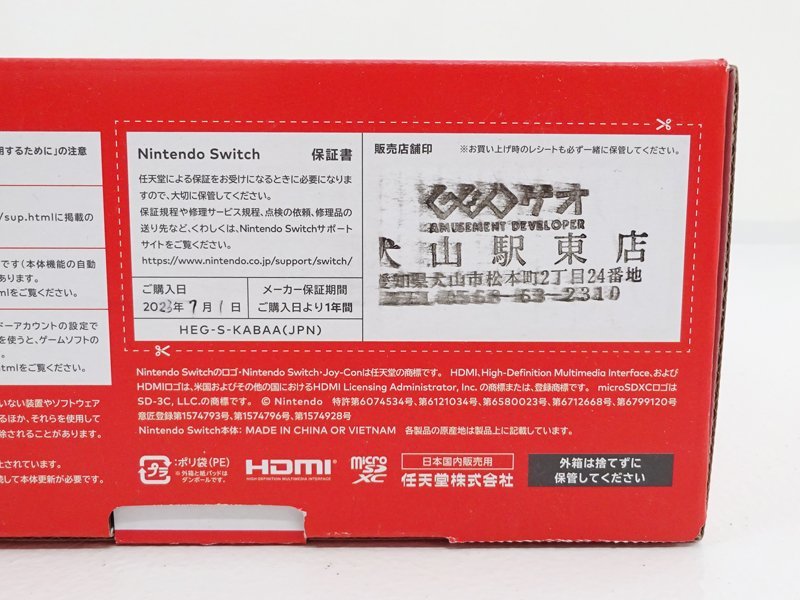 用するために」の注意
/sup.htmlに掲載の
です(本体機能の自動
あります。
mlをご覧ください。
ドーアカウントの設定で
を使うと、ゲームソフトの
mlをご覧ください。
いない装置やソフトウェア
るほか、それらを使用して
除されることがあります。
止されています。
続して本体更新が必要です。
Nintendo Switch 保証書
任天堂による保証をお受けになるときに必要になりま
すので、大切に保管してください。
保証規程や修理サービス規程、点検の依頼、修理品の
送り先など、くわしくは、Nintendo Switchサポート
サイトをご覧ください。
https://www.nintendo.co.jp/support/switch/
ご購入日 メーカー保証期間
2023年 7月 1日 ご購入日より1年間
HEG-S-KABAA(JPN)
販売店舗印 ※お買い上げ時のレシートも必ず一緒に保管してください。
ゲオ
AMUSEMENT DEVELOPER
犬山駅東店
愛知県犬山市松本町2丁目24番地
0568-63-2310
Nintendo Switchのロゴ・Nintendo Switch・Joy-Conは任天堂の商標です。 HDMI、High-Definition Multimedia Interface、および
HDMIロゴは、米国およびその他の国におけるHDMI Licensing Administrator, Inc. の商標または、登録商標です。 microSDXCロゴは
SD-3C, LLC.の商標です。 © Nintendo 特許第6074534号、第6121034号、第6580023号、第6712668号、第6799120号
意匠登録第1574793号、第1574796号、第1574928号
Nintendo Switch本体: MADE IN CHINA OR VIETNAM 各製品の原産地は製品上に記載しています。
プラ
:ポリ袋(PE)
※外箱と紙パッドは
ダンボールです。
HDMI
HIGH-DEFINITION MULTIMEDIA INTERFACE
micro SD XC
日本国内販売用
任天堂株式会社
外箱は捨てずに
保管してください